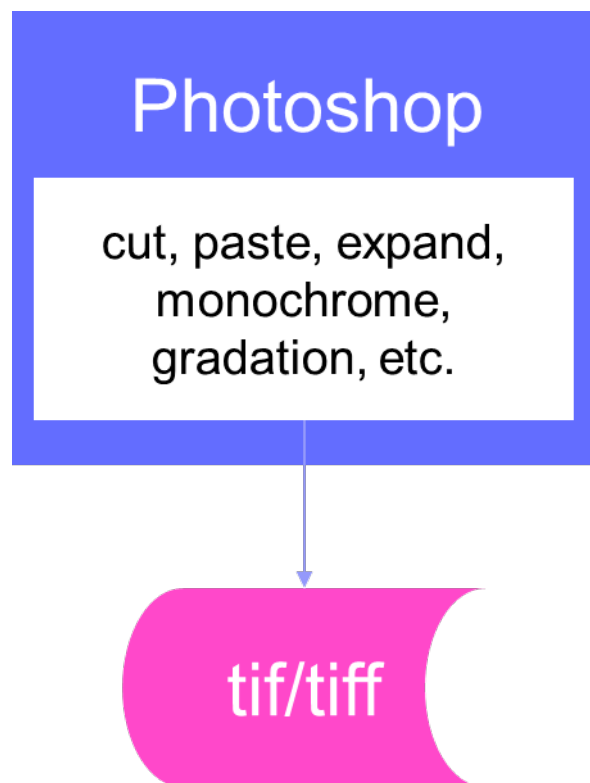 Photoshop
cut, paste, expand,
monochrome,
gradation, etc.
tif/tiff